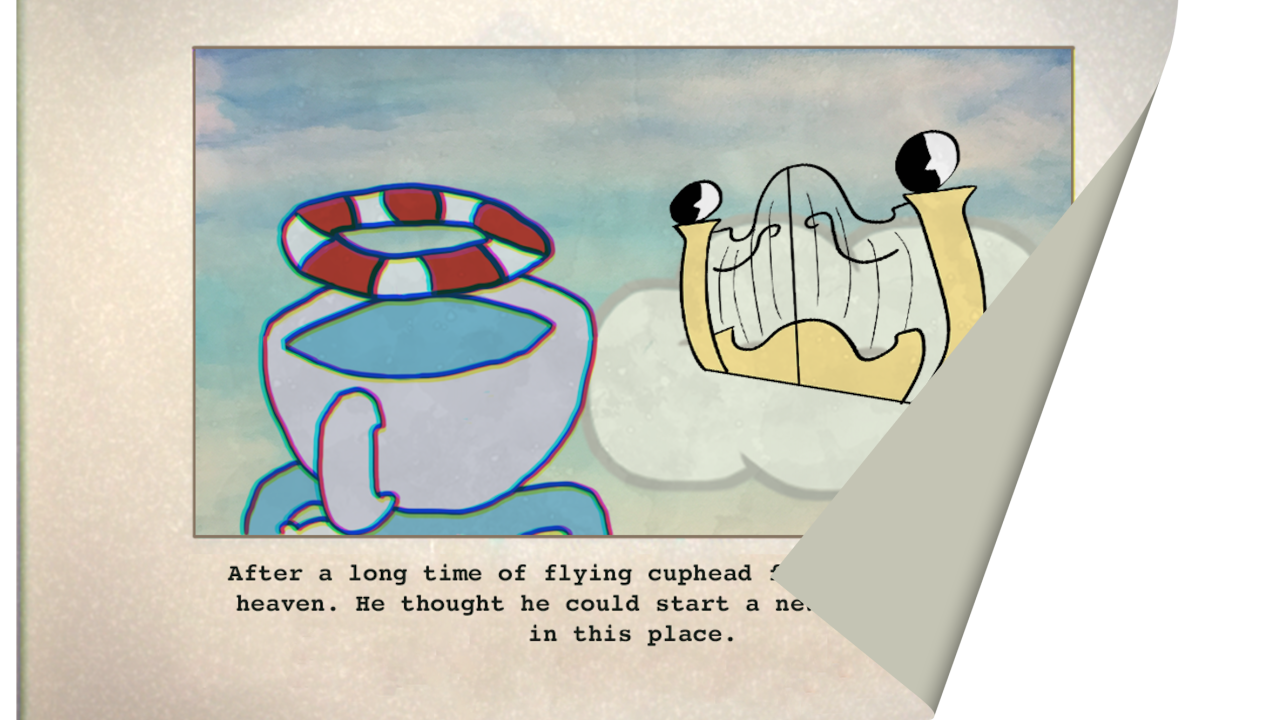 After a long time of flying cuphead
heaven. He thought he could start a
in this place.